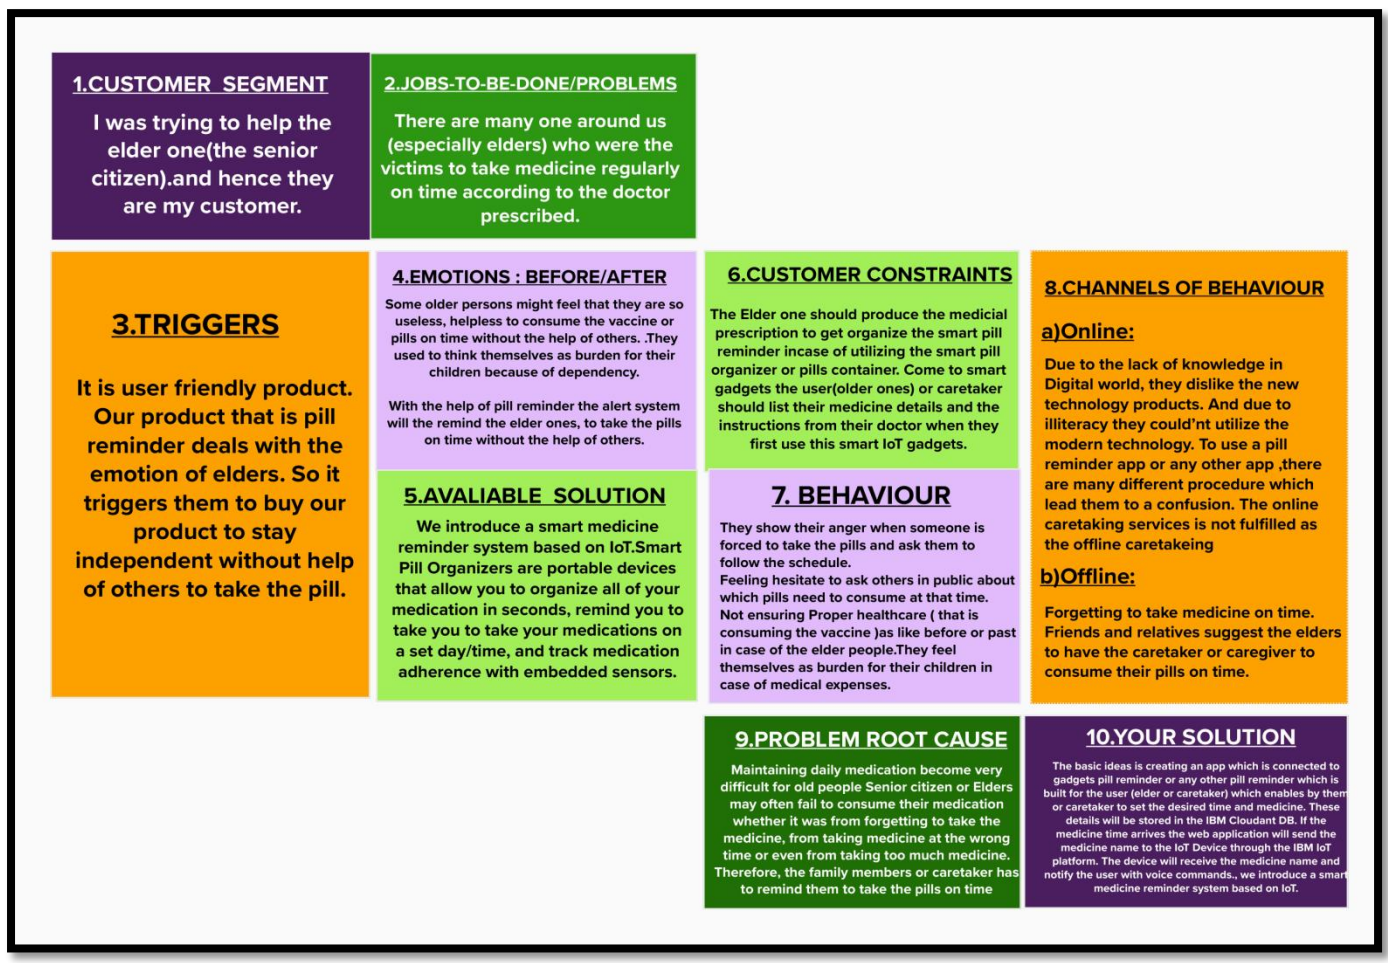 1.CUSTOMER SEGMENT
I was trying to help the
elder one(the senior
citizen).and hence they
are my customer.
2.JOBS-TO-BE-DONE/PROBLEMS
There are many one around us
(especially elders) who were the
victims to take medicine regularly
on time according to the doctor
prescribed.
3.TRIGGERS
It is user friendly product.
Our product that is pill
reminder deals with the
emotion of elders. So it
triggers them to buy our
product to stay
independent without help
of others to take the pill.
4.EMOTIONS : BEFORE/AFTER
Some older persons might feel that they are so
useless, helpless to consume the vaccine or
pills on time without the help of others. .They
used to think themselves as burden for their
children because of dependency.
With the help of pill reminder the alert system
will the remind the elder ones, to take the pills
on time without the help of others.
5.AVALIABLE SOLUTION
We introduce a smart medicine
reminder system based on IoT.Smart
Pill Organizers are portable devices
that allow you to organize all of your
medication in seconds, remind you to
take you to take your medications on
a set day/time, and track medication
adherence with embedded sensors.
6.CUSTOMER CONSTRAINTS
The Elder one should produce the medicial
prescription to get organize the smart pill
reminder incase of utilizing the smart pill
organizer or pills container. Come to smart
gadgets the user(older ones) or caretaker
should list their medicine details and the
instructions from their doctor when they
first use this smart IoT gadgets.
7. BEHAVIOUR
They show their anger when someone is
forced to take the pills and ask them to
follow the schedule.
Feeling hesitate to ask others in public about
which pills need to consume at that time.
Not ensuring Proper healthcare ( that is
consuming the vaccine )as like before or past
in case of the elder people.They feel
themselves as burden for their children in
case of medical expenses.
8.CHANNELS OF BEHAVIOUR
a)Online:
Due to the lack of knowledge in
Digital world, they dislike the new
technology products. And due to
illiteracy they could'nt utilize the
modern technology. To use a pill
reminder app or any other app ,there
are many different procedure which
lead them to a confusion. The online
caretaking services is not fulfilled as
the offline caretakeing
b)Offline:
Forgetting to take medicine on time.
Friends and relatives suggest the elders
to have the caretaker or caregiver to
consume their pills on time.
9.PROBLEM ROOT CAUSE
Maintaining daily medication become very
difficult for old people Senior citizen or Elders
may often fail to consume their medication
whether it was from forgetting to take the
medicine, from taking medicine at the wrong
time or even from taking too much medicine.
Therefore, the family members or caretaker has
to remind them to take the pills on time
10.YOUR SOLUTION
The basic ideas is creating an app which is connected to
gadgets pill reminder or any other pill reminder which is
built for the user (elder or caretaker) which enables by them
or caretaker to set the desired time and medicine. These
details will be stored in the IBM Cloudant DB. If the
medicine time arrives the web application will send the
medicine name to the IoT Device through the IBM IoT
platform. The device will receive the medicine name and
notify the user with voice commands., we introduce a smart
medicine reminder system based on IoT.